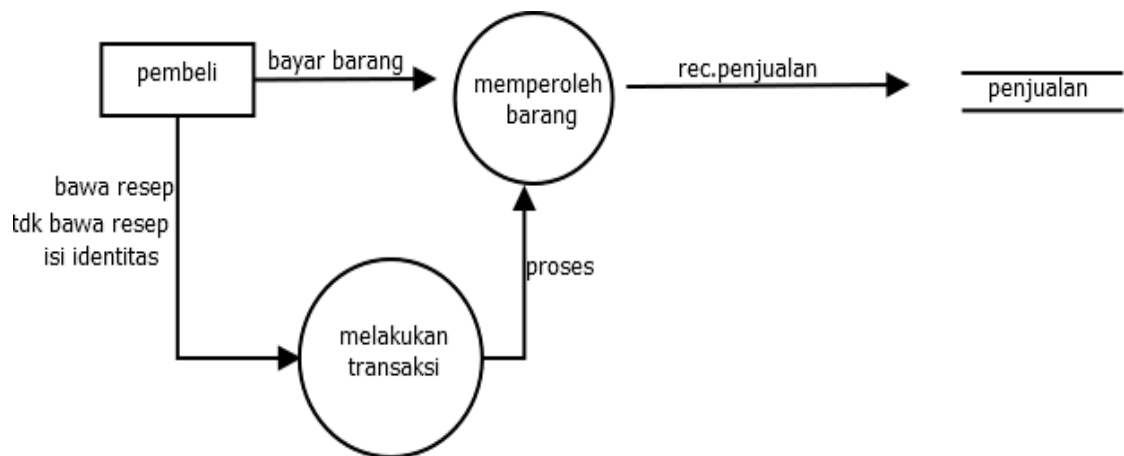 pembeli
bayar barang
memperoleh
barang
rec.penjualan
penjualan
bawa resep
tdk bawa resep
isi identitas
proses
melakukan
transaksi